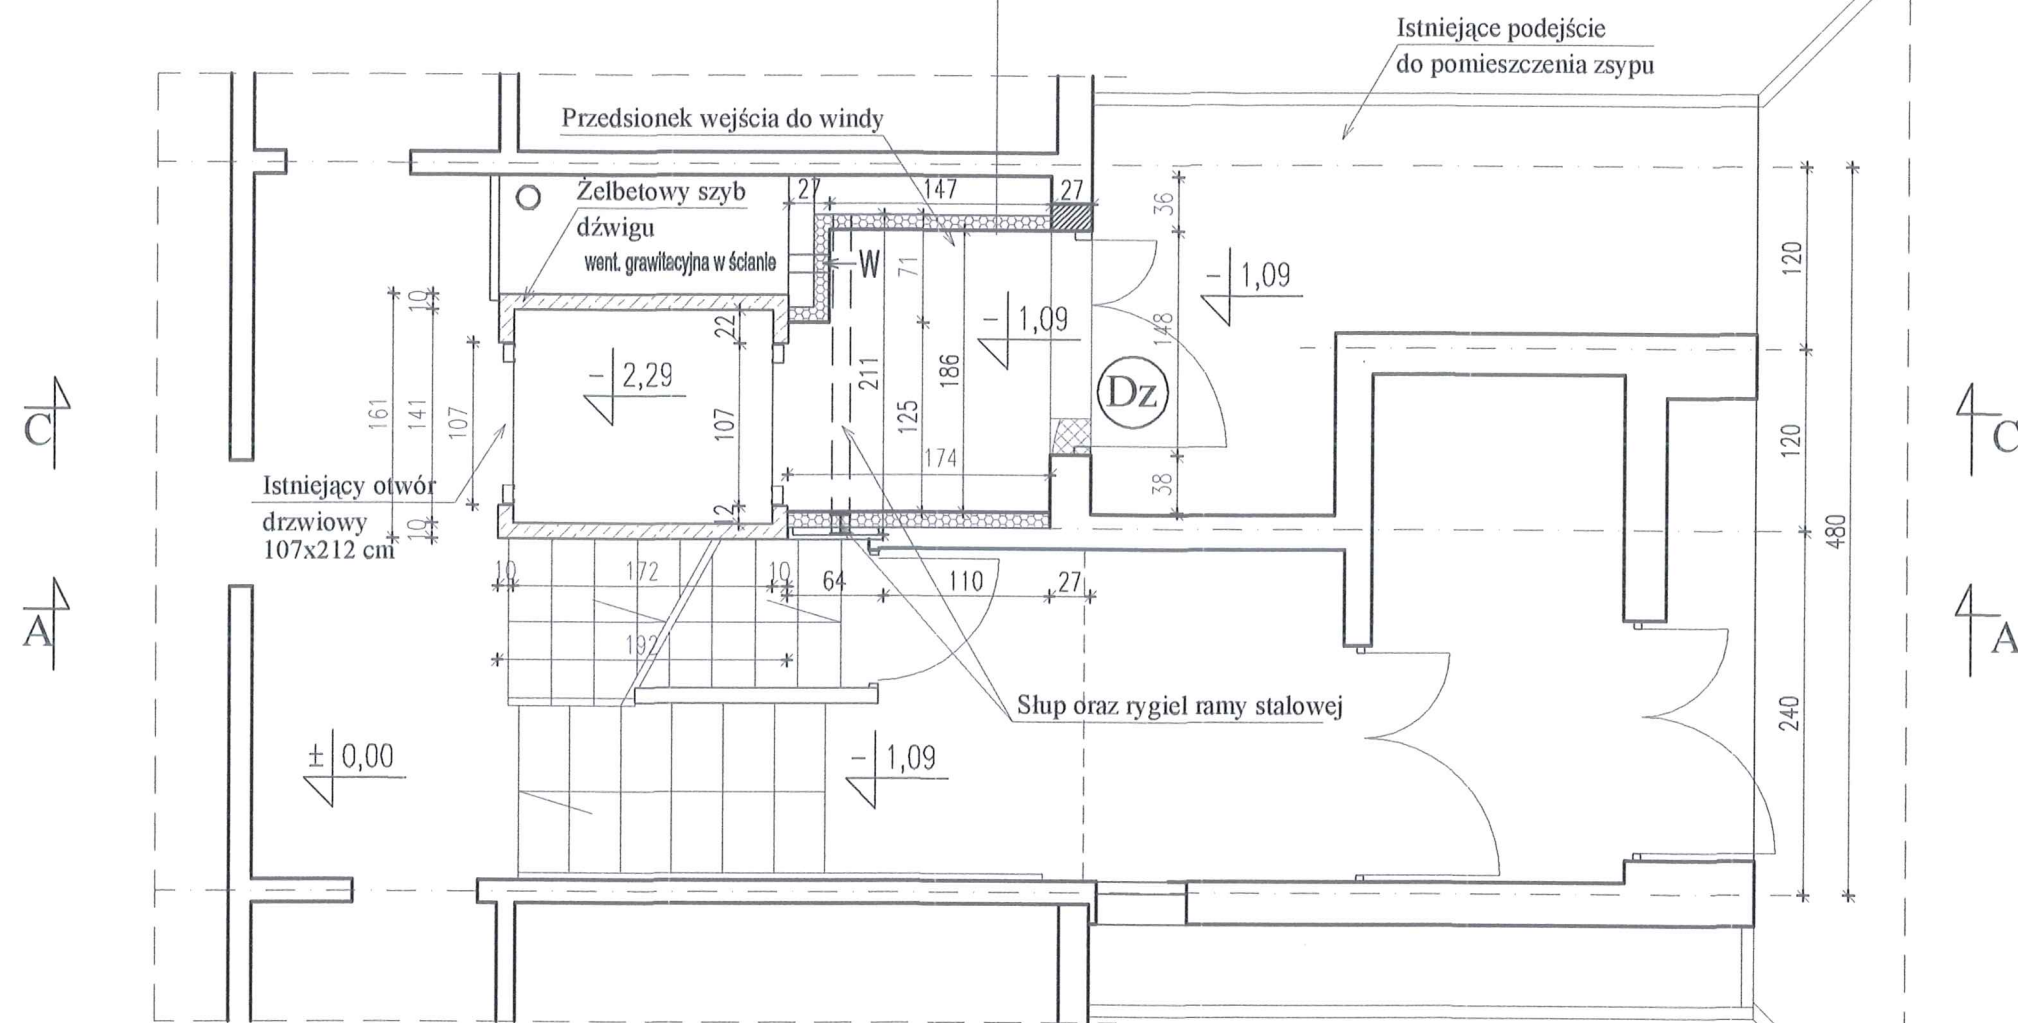 Istniejące podejście
do pomieszczenia zsypu
Przedsionek wejścia do windy
27
147
27
Żelbetowy szyb
dźwigu
went. grawitacyjna w ścianie
W
36
71
- 1,09
- 1,09
120
10
22
148
- 2,29
211
186
Dz
161
141
107
107
125
120
C
C
174
Istniejący otwór
drzwiowy
107x212 cm
10
12
38
480
10
172
10
64
110
27
A
A
192
Słup oraz rygiel ramy stalowej
240
± 0,00
- 1,09